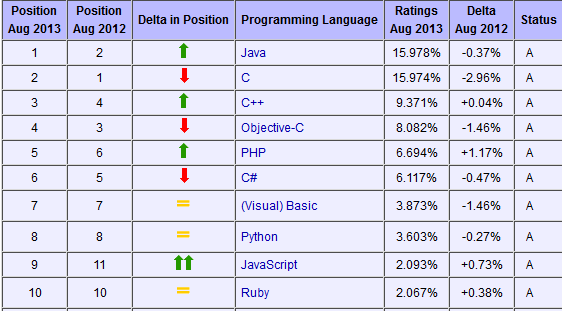 Position Aug 2013 Position Aug 2012 Delta in Position Programming Language Ratings Aug 2013 Delta Aug 2012 Status
1 2 Java 15.978% -0.37% A
2 1 C 15.974% -2.96% A
3 4 C++ 9.371% +0.04% A
4 3 Objective-C 8.082% -1.46% A
5 6 PHP 6.694% +1.17% A
6 5 C# 6.117% -0.47% A
7 7 = (Visual) Basic 3.873% -1.46% A
8 8 = Python 3.603% -0.27% A
9 11 JavaScript 2.093% +0.73% A
10 10 = Ruby 2.067% +0.38% A